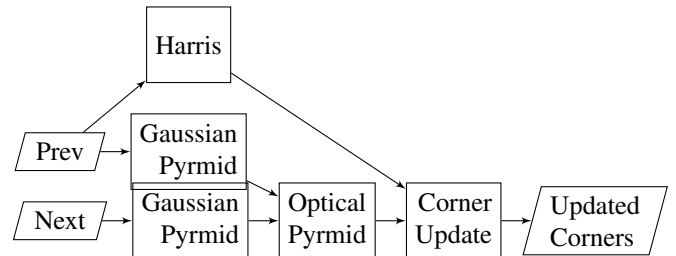 Harris
Prev
Gaussian
Pyrmid
Next
Gaussian
Pyrmid
Optical
Pyrmid
Corner
Update
Updated
Corners